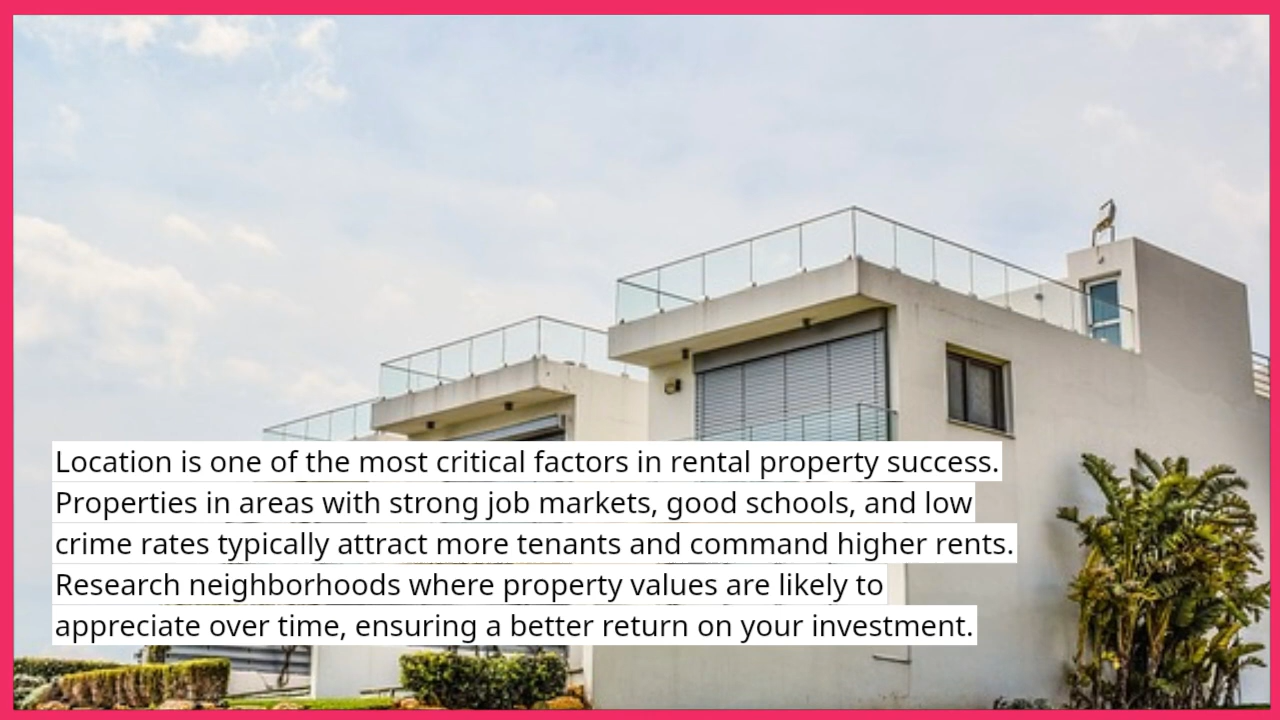 Location is one of the most critical factors in rental property success.
Properties in areas with strong job markets, good schools, and low
crime rates typically attract more tenants and command higher rents.
Research neighborhoods where property values are likely to
appreciate over time, ensuring a better return on your investment.